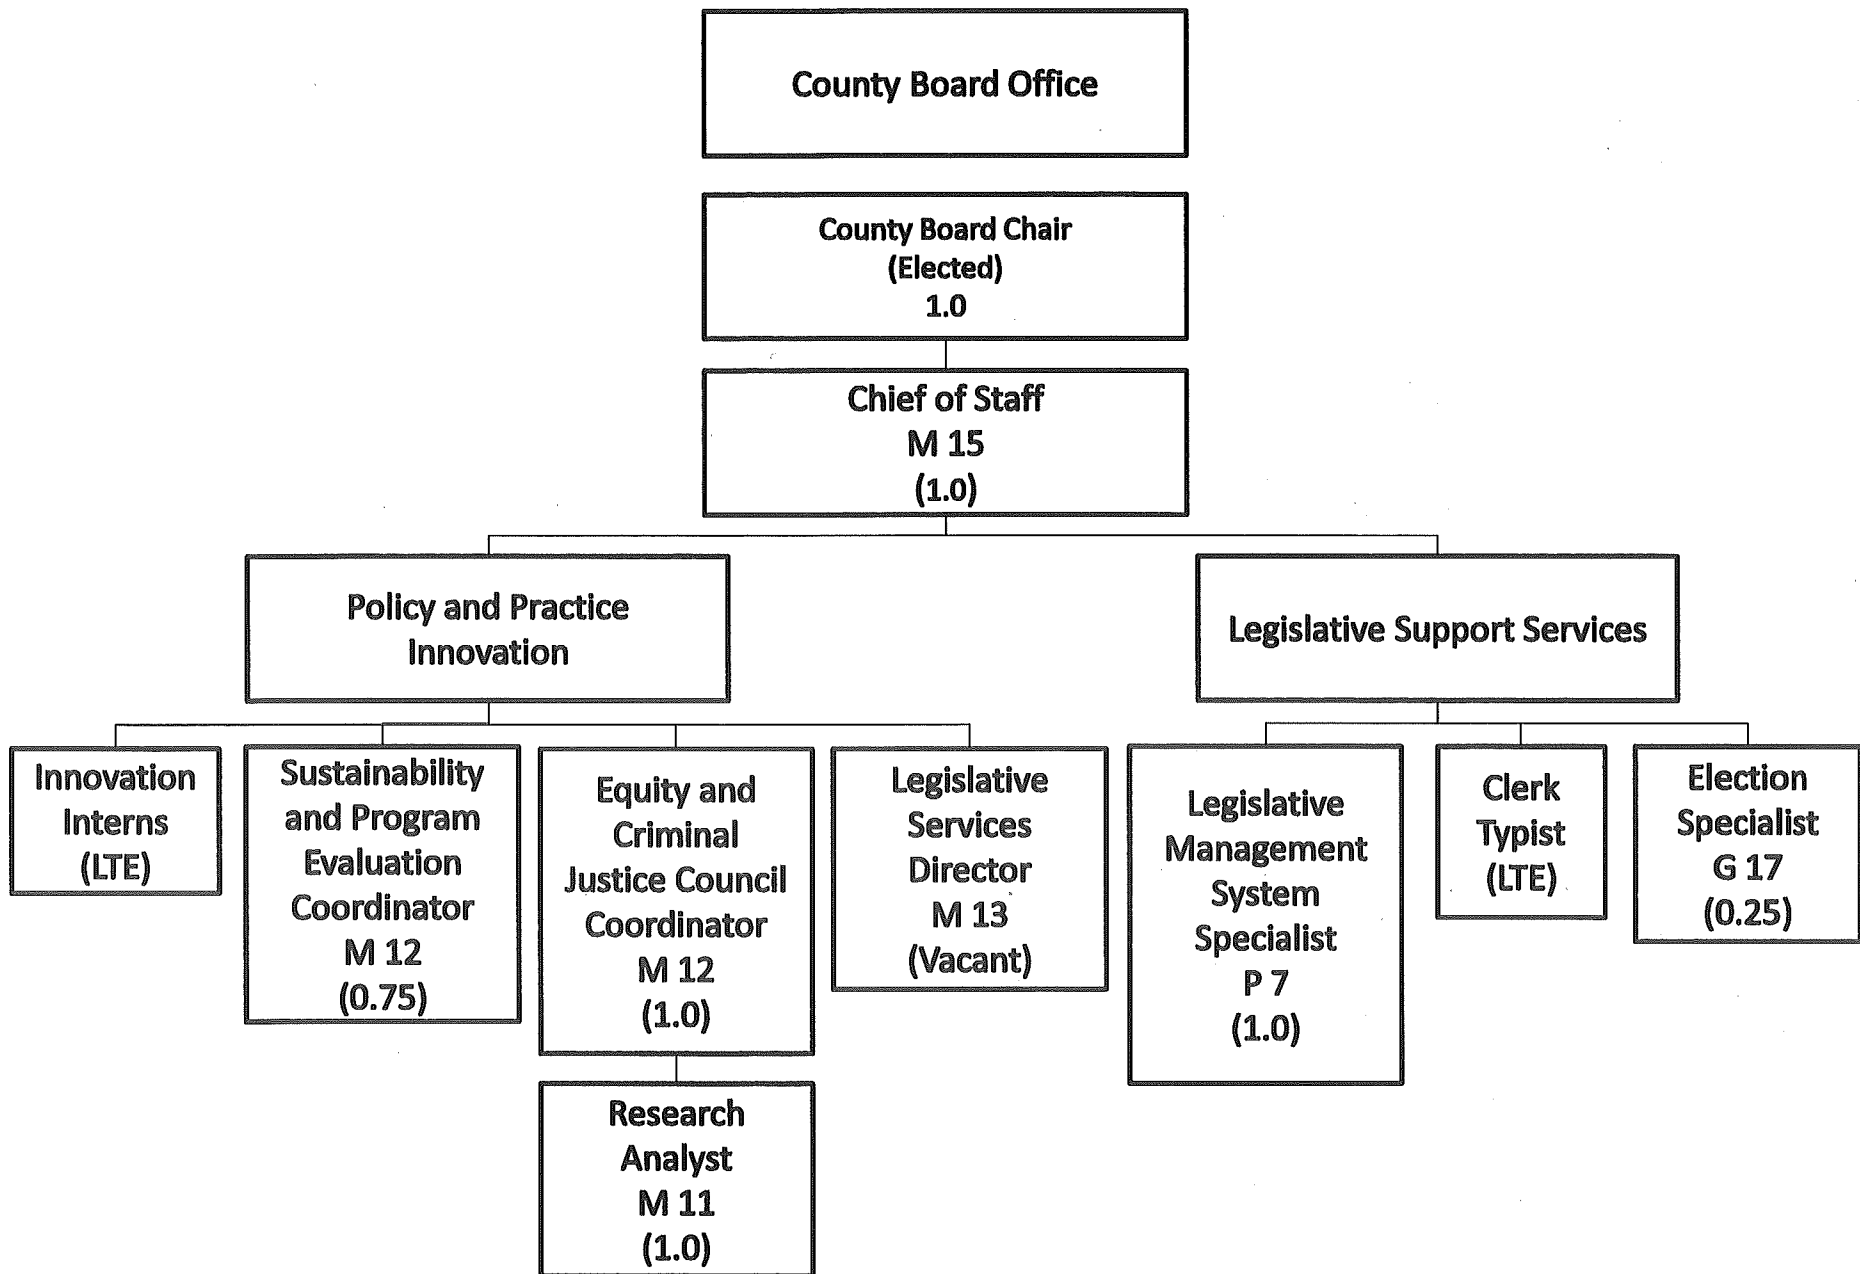 County Board Office
County Board Chair
(Elected)
1.0
Chief of Staff
M 15
(1.0)
Policy and Practice
Innovation
Legislative Support Services
Innovation
Interns
(LTE)
Sustainability
and Program
Evaluation
Coordinator
M 12
(0.75)
Equity and
Criminal
Justice Council
Coordinator
M 12
(1.0)
Legislative
Services
Director
M 13
(Vacant)
Legislative
Management
System
Specialist
P 7
(1.0)
Clerk
Typist
(LTE)
Election
Specialist
G 17
(0.25)
Research
Analyst
M 11
(1.0)